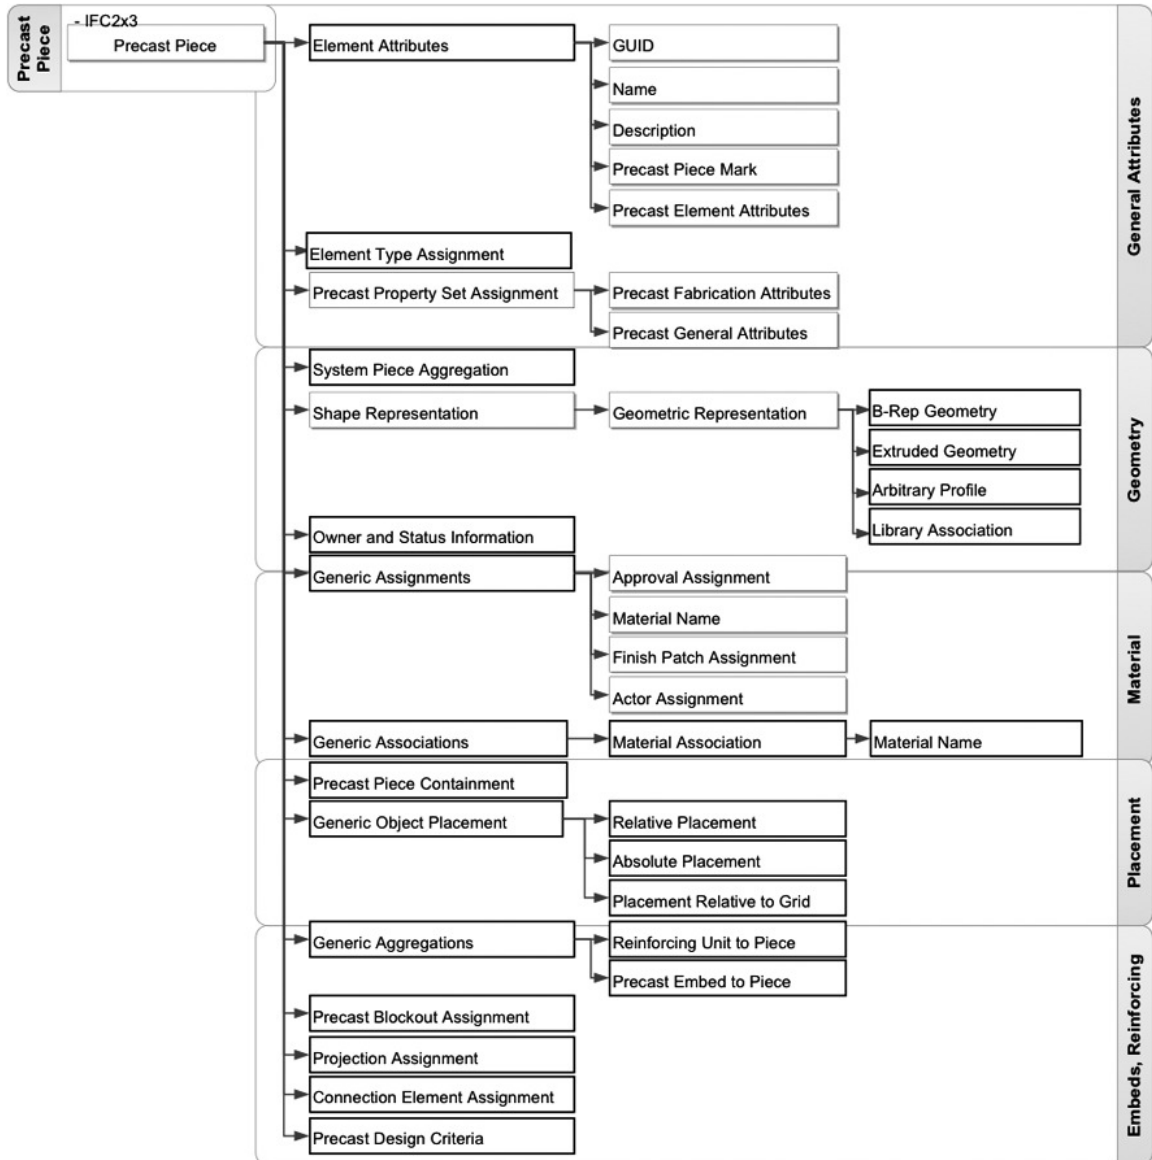 Precast
Piece
- IFC2x3
Precast Piece
Element Attributes
GUID
Name
Description
Precast Piece Mark
Precast Element Attributes
Element Type Assignment
Precast Property Set Assignment
Precast Fabrication Attributes
Precast General Attributes
General Attributes
System Piece Aggregation
Shape Representation
Geometric Representation
B-Rep Geometry
Extruded Geometry
Arbitrary Profile
Library Association
Owner and Status Information
Geometry
Generic Assignments
Approval Assignment
Material Name
Finish Patch Assignment
Actor Assignment
Generic Associations
Material Association
Material Name
Material
Precast Piece Containment
Generic Object Placement
Relative Placement
Absolute Placement
Placement Relative to Grid
Placement
Generic Aggregations
Reinforcing Unit to Piece
Precast Embed to Piece
Precast Blockout Assignment
Projection Assignment
Connection Element Assignment
Precast Design Criteria
Embeds, Reinforcing